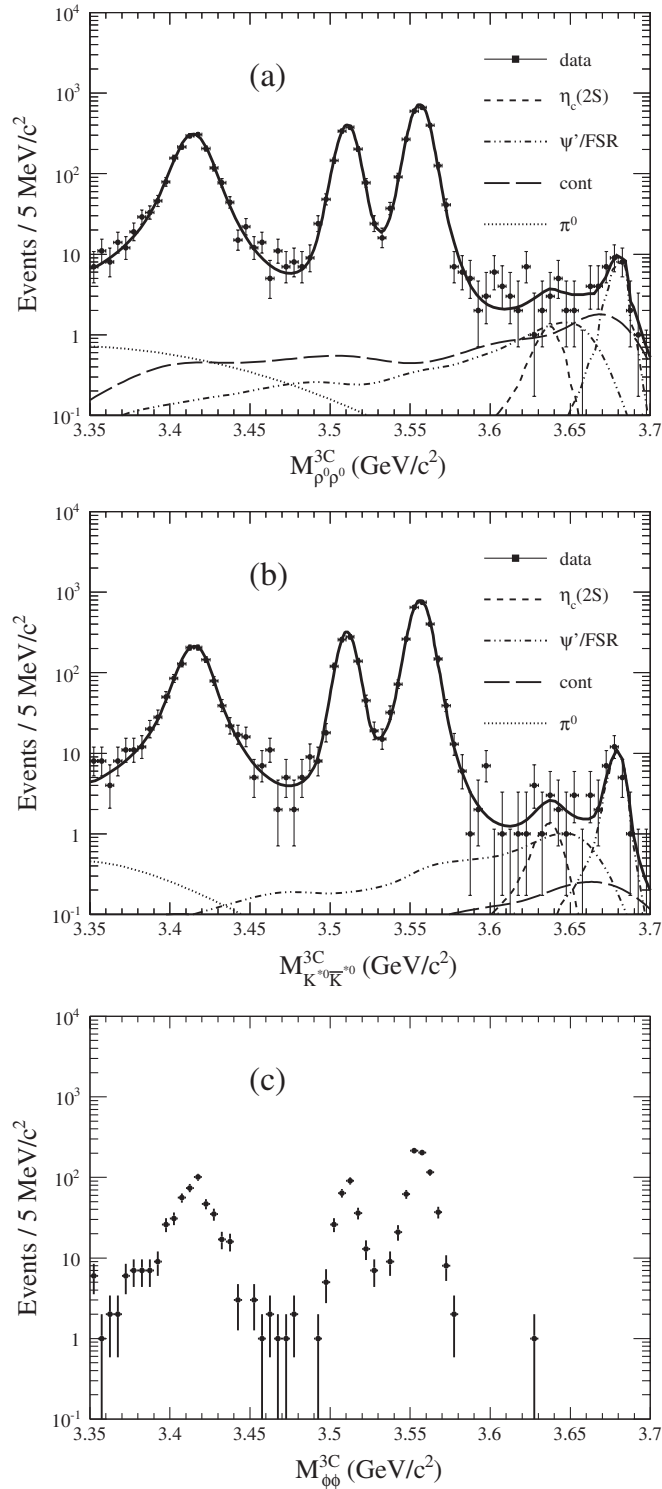 10^4
10^3
10^2
10
1
10^-1
Events / 5 MeV/c^2
(a)
data
η_c(2S)
ψ'/FSR
cont
π^0
3.35 3.4 3.45 3.5 3.55 3.6 3.65 3.7
M^{3C}_{ρ^0ρ^0} (GeV/c^2)
10^4
10^3
10^2
10
1
10^-1
Events / 5 MeV/c^2
(b)
data
η_c(2S)
ψ'/FSR
cont
π^0
3.35 3.4 3.45 3.5 3.55 3.6 3.65 3.7
M^{3C}_{K^{*0}K̅^{*0}} (GeV/c^2)
10^4
10^3
10^2
10
1
10^-1
Events / 5 MeV/c^2
(c)
3.35 3.4 3.45 3.5 3.55 3.6 3.65 3.7
M^{3C}_{ϕϕ} (GeV/c^2)